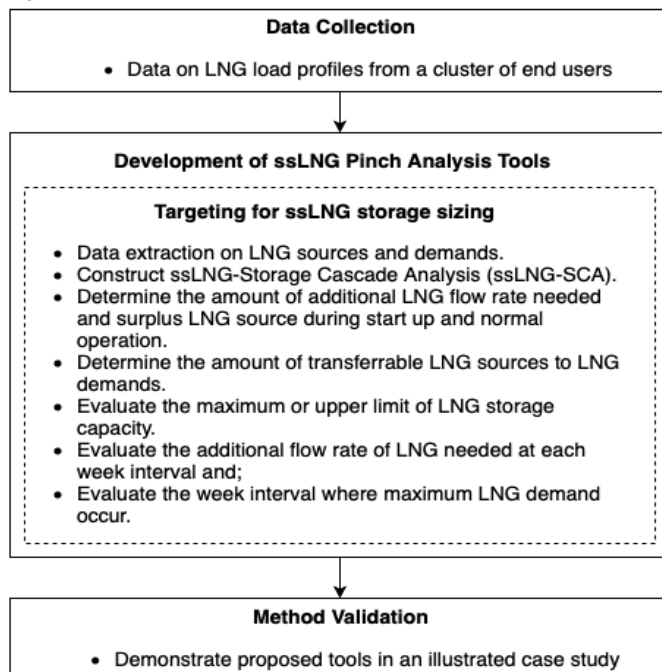 Data Collection
• Data on LNG load profiles from a cluster of end users
Development of ssLNG Pinch Analysis Tools
Targeting for ssLNG storage sizing
• Data extraction on LNG sources and demands.
• Construct ssLNG-Storage Cascade Analysis (ssLNG-SCA).
• Determine the amount of additional LNG flow rate needed
and surplus LNG source during start up and normal
operation.
• Determine the amount of transferrable LNG sources to LNG
demands.
• Evaluate the maximum or upper limit of LNG storage
capacity.
• Evaluate the additional flow rate of LNG needed at each
week interval and;
• Evaluate the week interval where maximum LNG demand
occur.
Method Validation
• Demonstrate proposed tools in an illustrated case study